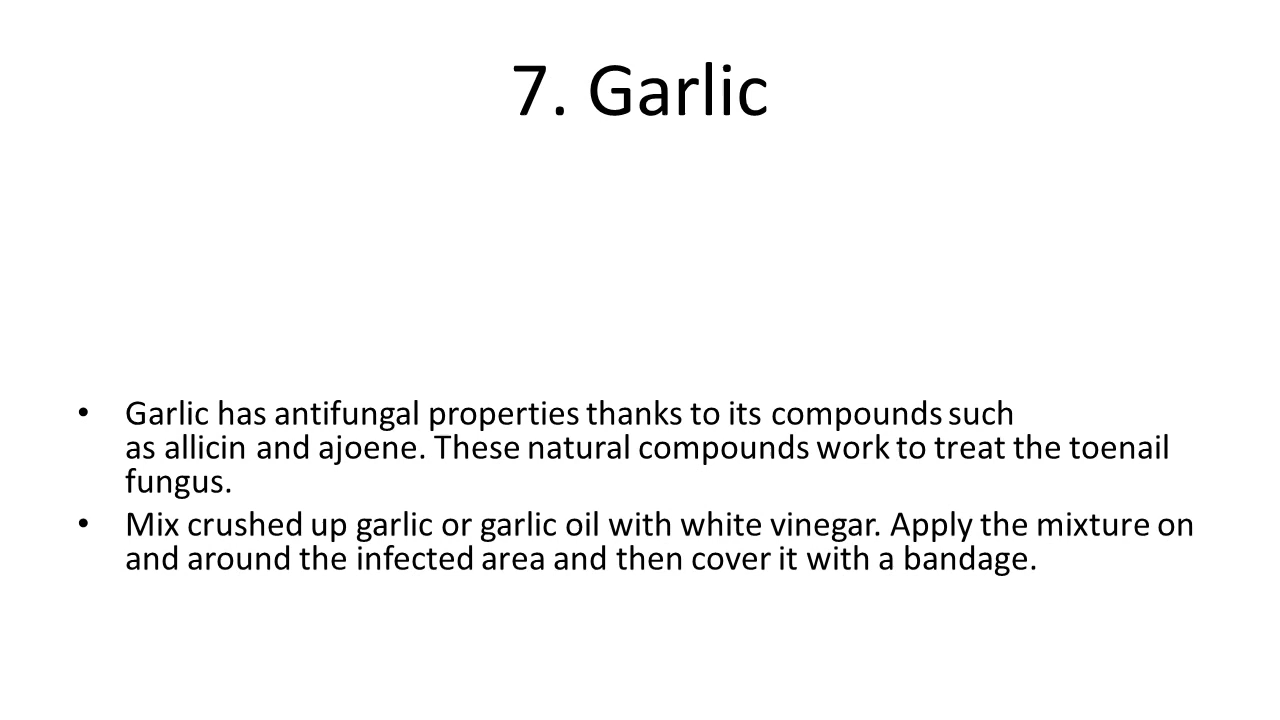 7. Garlic
• Garlic has antifungal properties thanks to its compounds such
as allicin and ajoene. These natural compounds work to treat the toenail
fungus.
• Mix crushed up garlic or garlic oil with white vinegar. Apply the mixture on
and around the infected area and then cover it with a bandage.